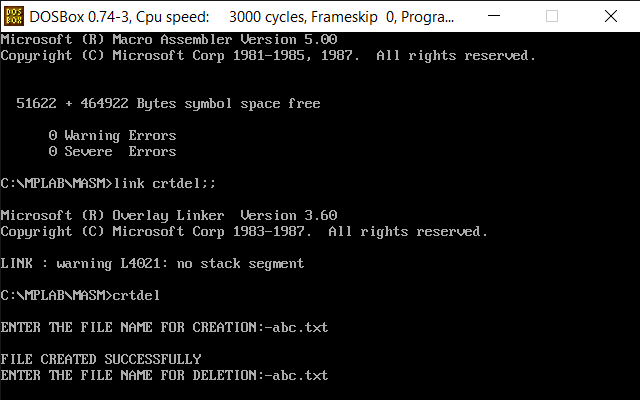 DOS
BOX
DOSBox 0.74-3, Cpu speed: 3000 cycles, Frameskip 0, Progra...
Microsoft (R) Macro Assembler Version 5.00
Copyright (C) Microsoft Corp 1981-1985, 1987. All rights reserved.
51622 + 464922 Bytes symbol space free
0 Warning Errors
0 Severe Errors
C:\MPLAB\MASM>link crtdel;;
Microsoft (R) Overlay Linker Version 3.60
Copyright (C) Microsoft Corp 1983-1987. All rights reserved.
LINK : warning L4021: no stack segment
C:\MPLAB\MASM>crtdel
ENTER THE FILE NAME FOR CREATION:-abc.txt
FILE CREATED SUCCESSFULLY
ENTER THE FILE NAME FOR DELETION:-abc.txt